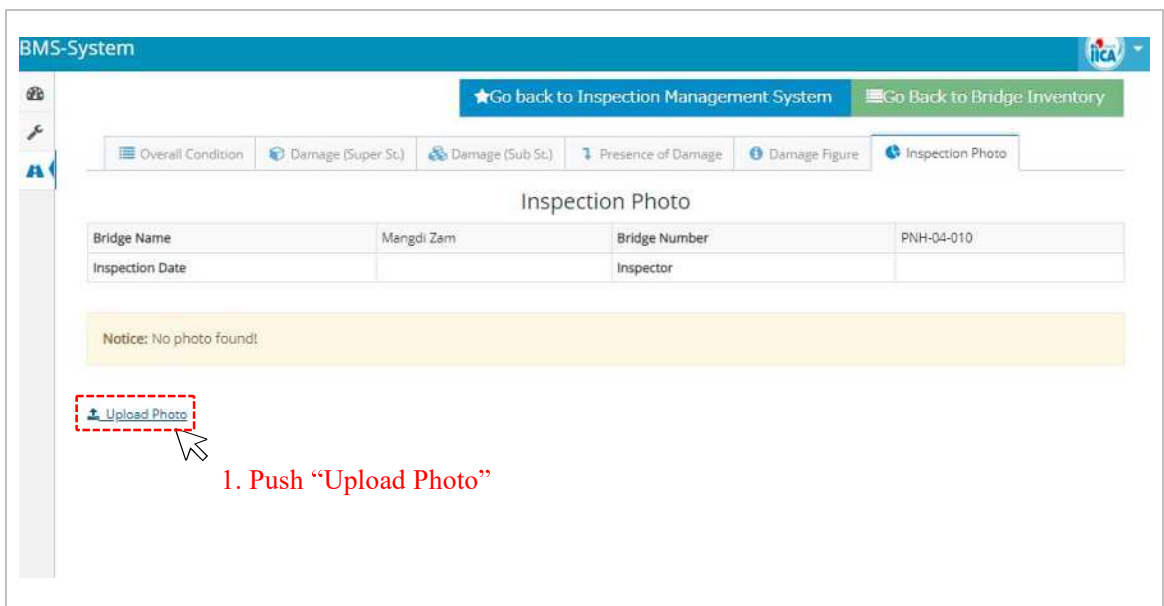 BMS-System
jICA
★Go back to Inspection Management System
Go Back to Bridge Inventory
Overall Condition
Damage (Super St.)
Damage (Sub St.)
Presence of Damage
Damage Figure
Inspection Photo
Inspection Photo
Bridge Name Mangdi Zam Bridge Number PNH-04-010
Inspection Date Inspector
Notice: No photo found!
Upload Photo
1. Push “Upload Photo”